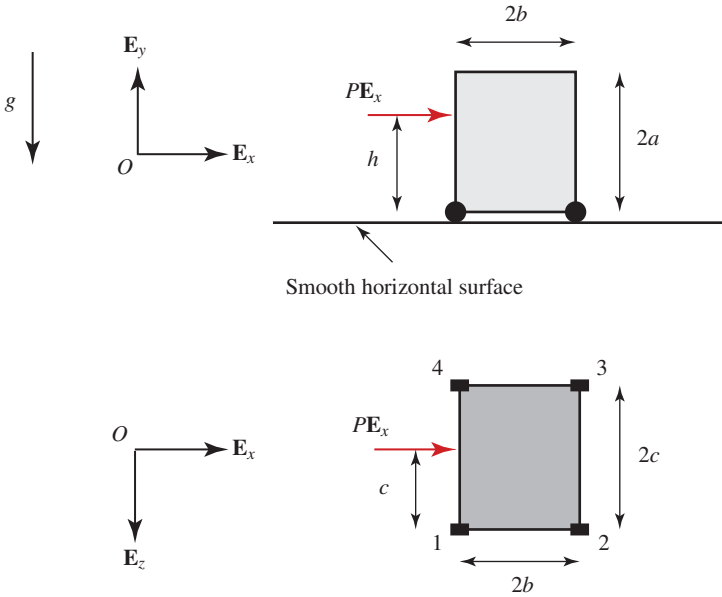 2b
E_y
g
PE_x
2a
O
E_x
h
Smooth horizontal surface
4
3
O
PE_x
E_x
2c
c
1
2
E_z
2b